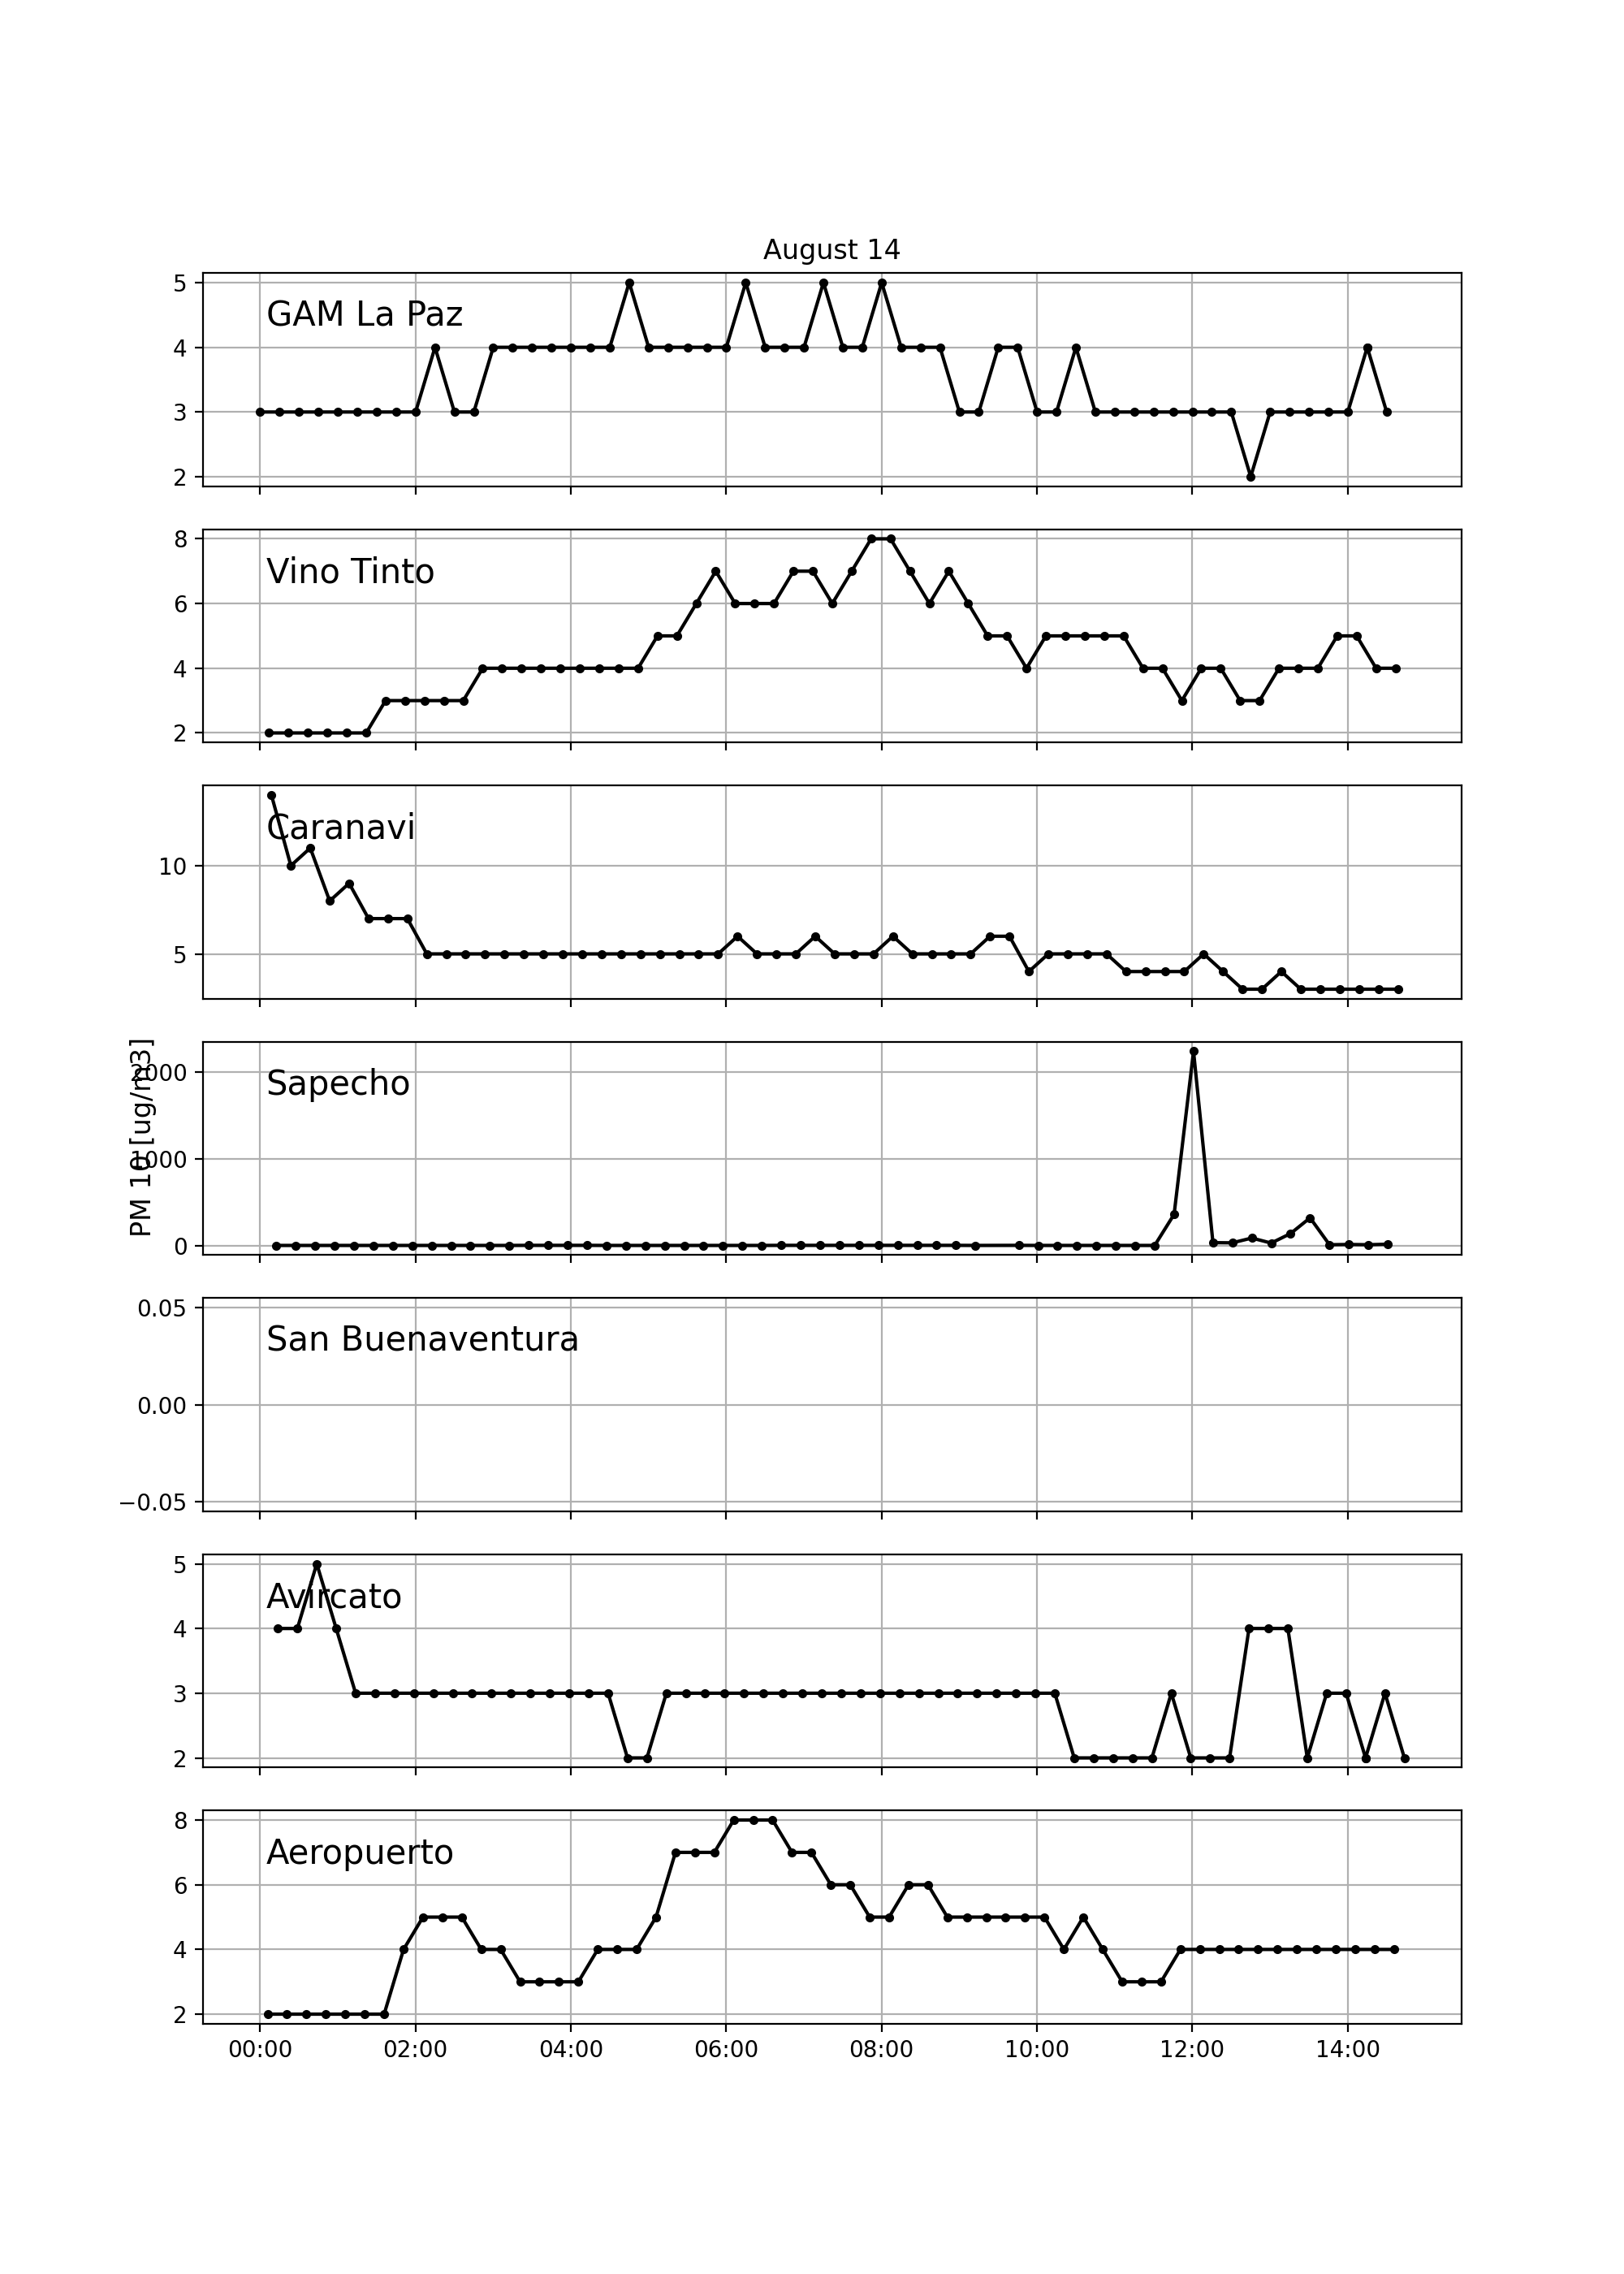 August 14
5
GAM La Paz
4
3
2
8
Vino Tinto
6
4
2
Caranavi
10
5
PM 10 [ug/m3]
2000
Sapecho
1000
0
0.05
San Buenaventura
0.00
−0.05
5
Avircato
4
3
2
8
Aeropuerto
6
4
2
00:00 02:00 04:00 06:00 08:00 10:00 12:00 14:00